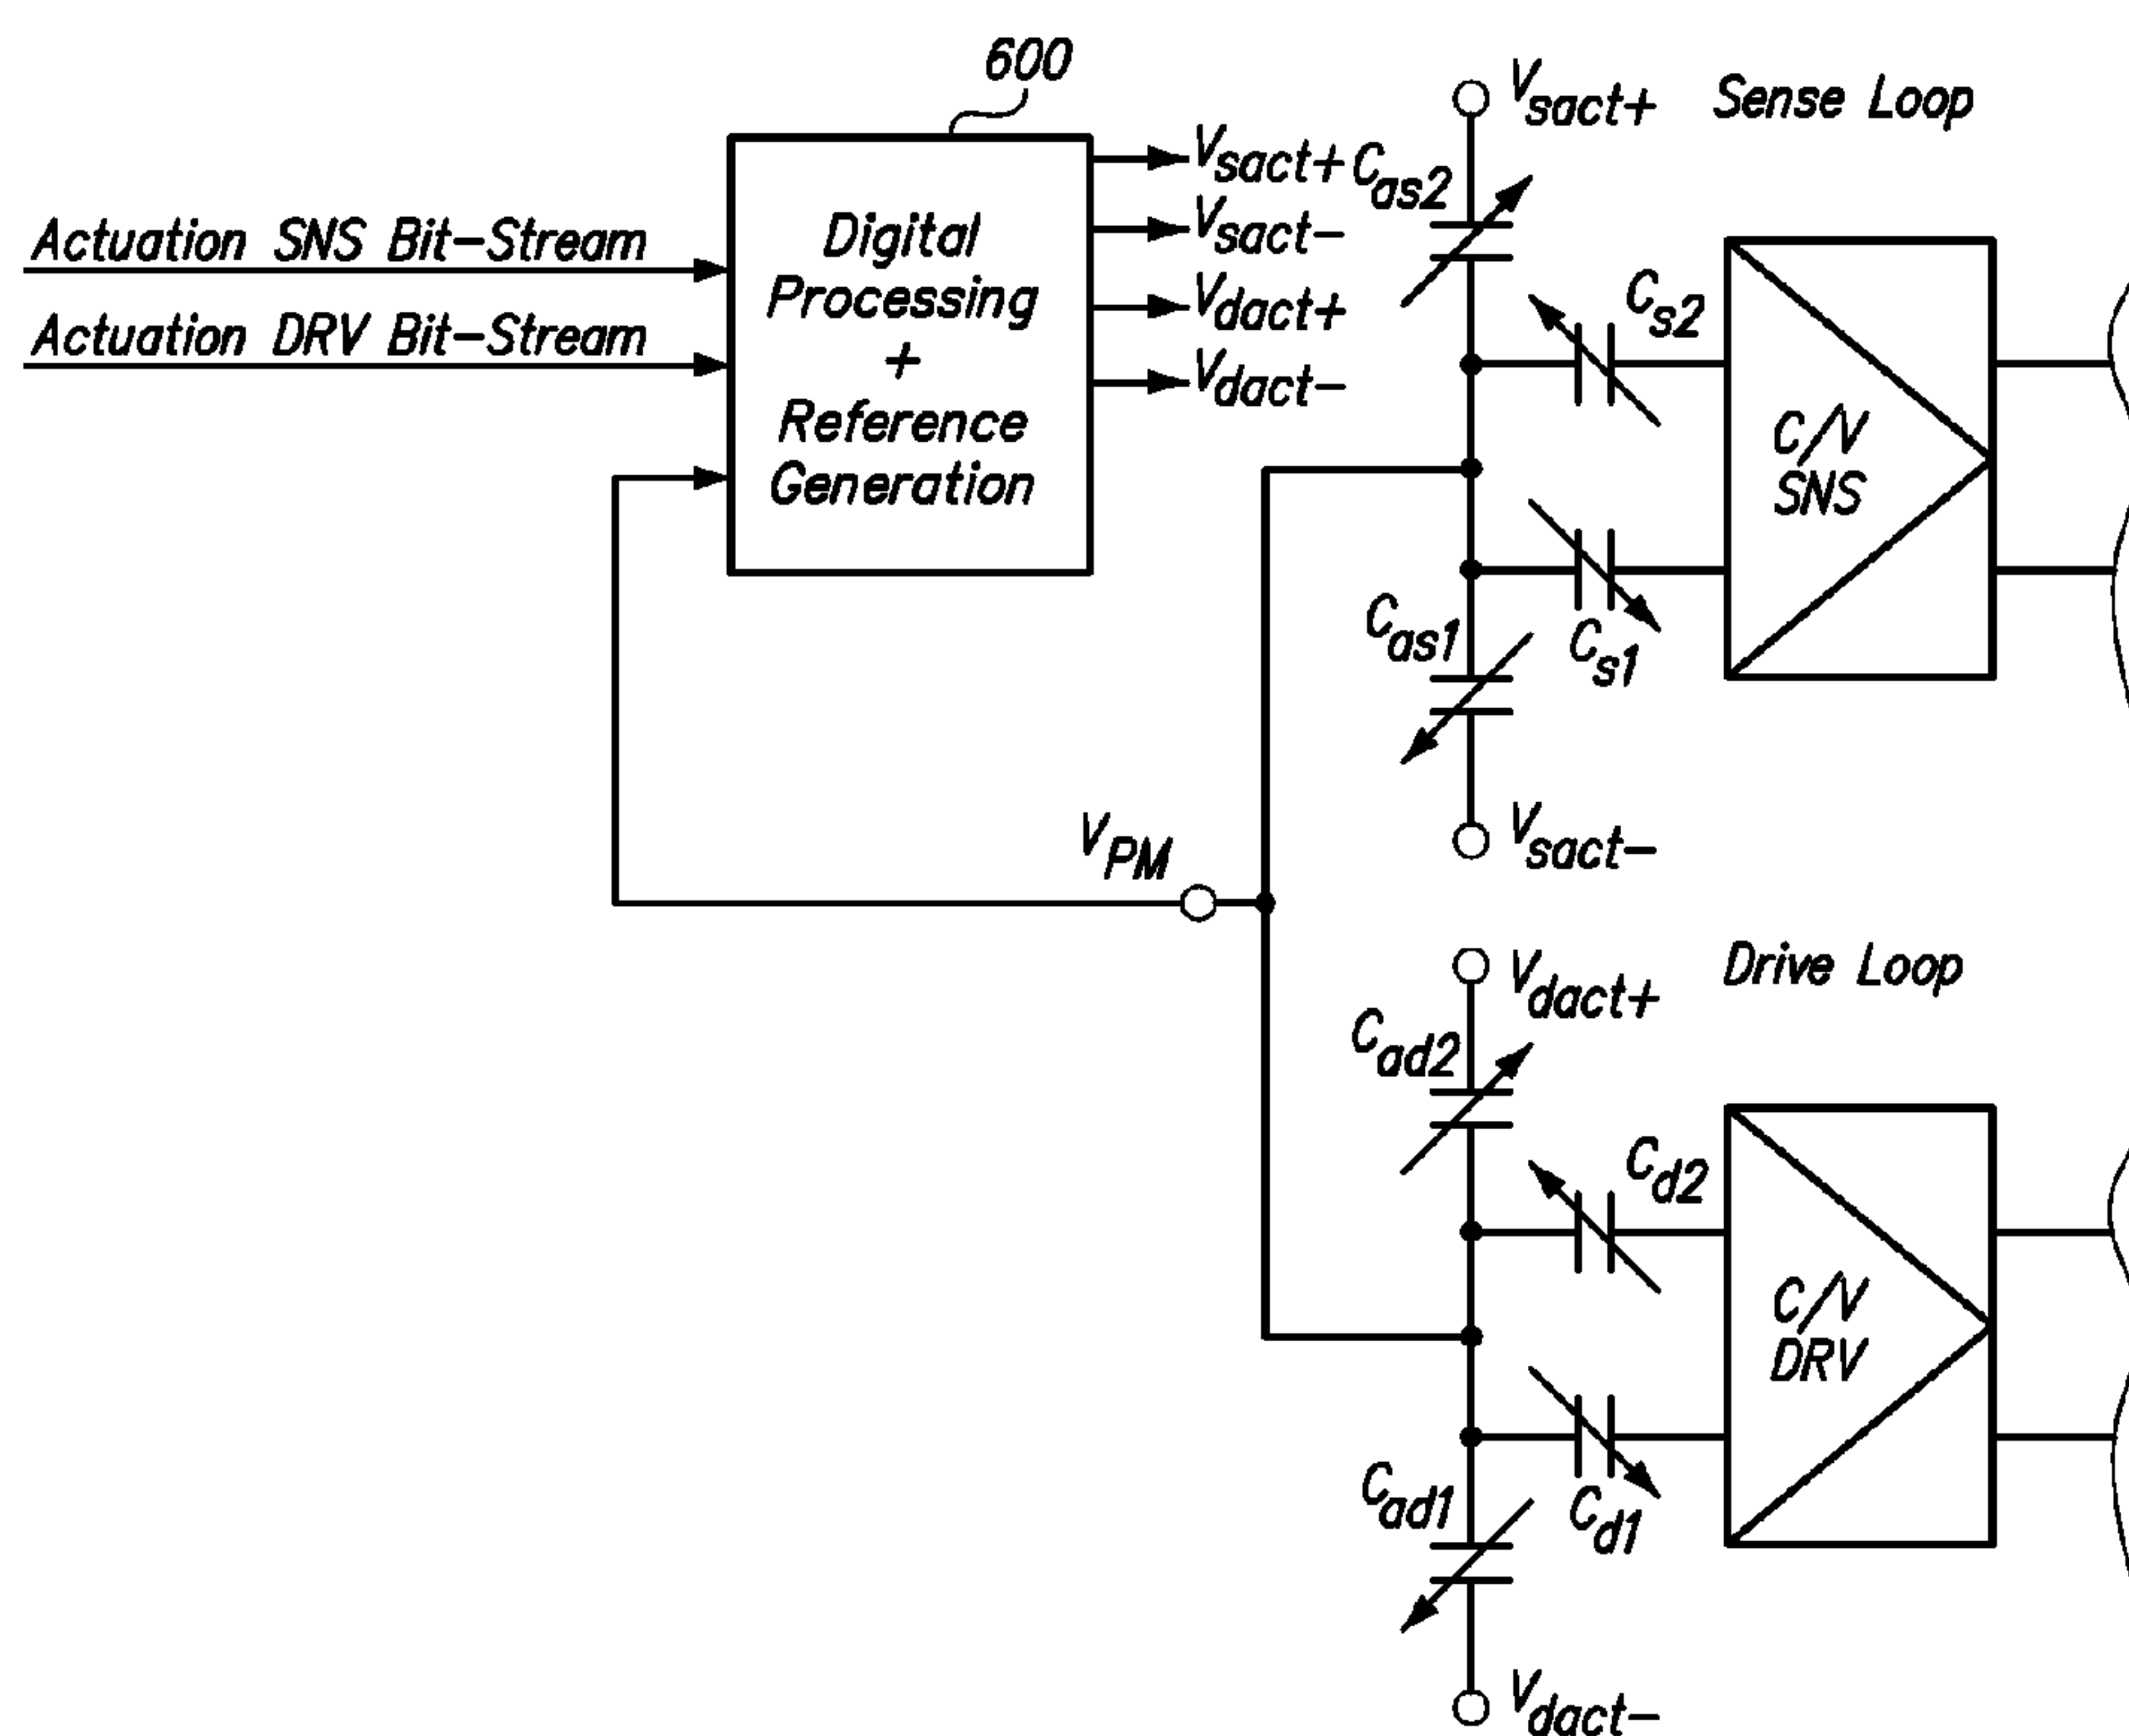 600
Actuation SNS Bit-Stream
Actuation DRV Bit-Stream
Digital
Processing
+
Reference
Generation
Vsact+
Vsact-
Vdact+
Vdact-
VPM
Vsact+
Sense Loop
Cas2
Cs2
C/V
SNS
Cas1
Cs1
Vsact-
Vdact+
Drive Loop
Cad2
Cd2
C/V
DRV
Cad1
Cd1
Vdact-